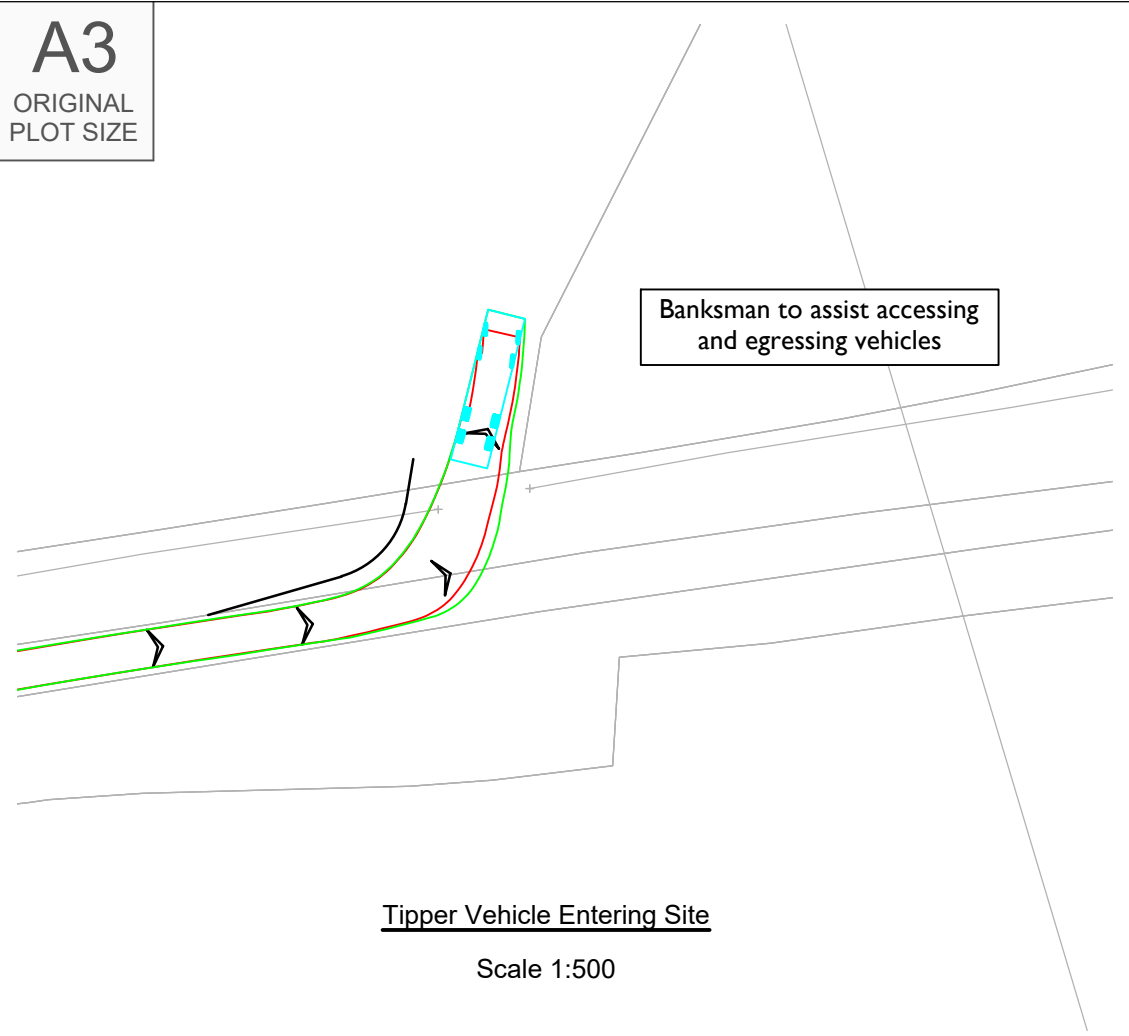 A3
ORIGINAL
PLOT SIZE
Banksman to assist accessing
and egressing vehicles
Tipper Vehicle Entering Site
Scale 1:500